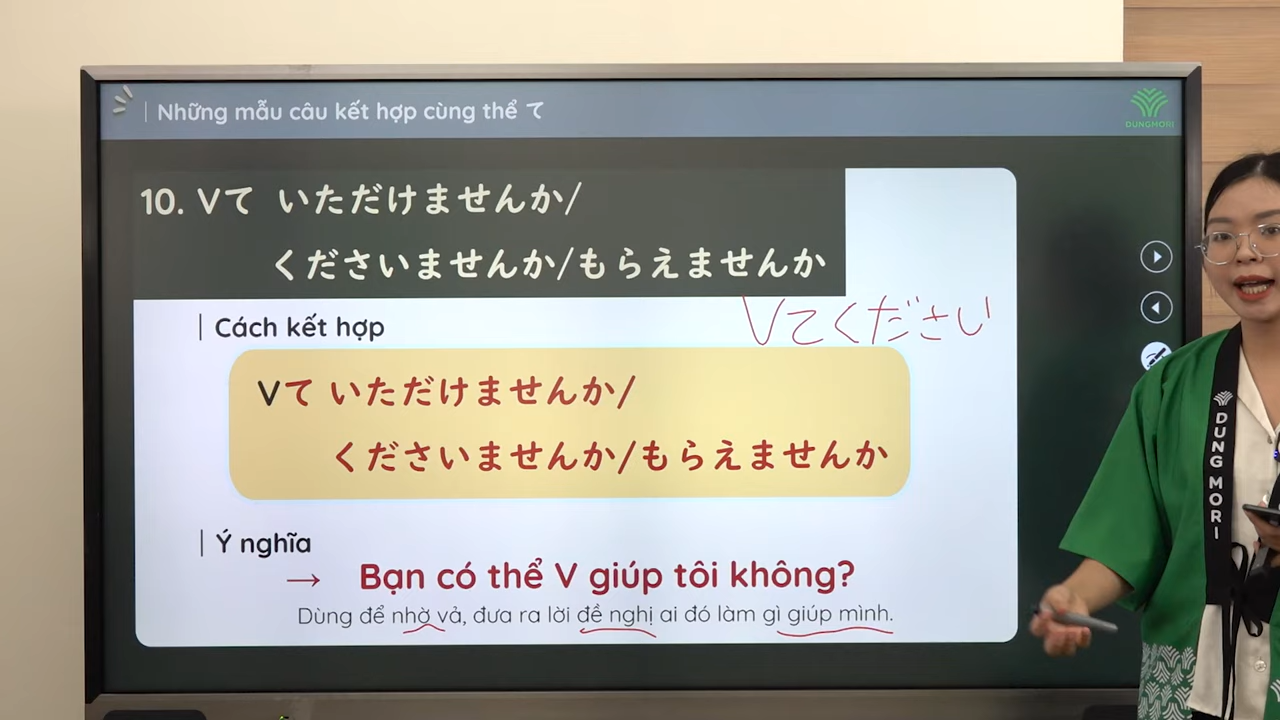 Những mẫu câu kết hợp cùng thể て
DUNGMORI
10. Vて いただけませんか/
くださいませんか/もらえませんか
Vてください
Cách kết hợp
Vて いただけませんか/
くださいませんか/もらえませんか
Ý nghĩa
→ Bạn có thể V giúp tôi không?
Dùng để nhờ vả, đưa ra lời đề nghị ai đó làm gì giúp mình.
DUNG MORI